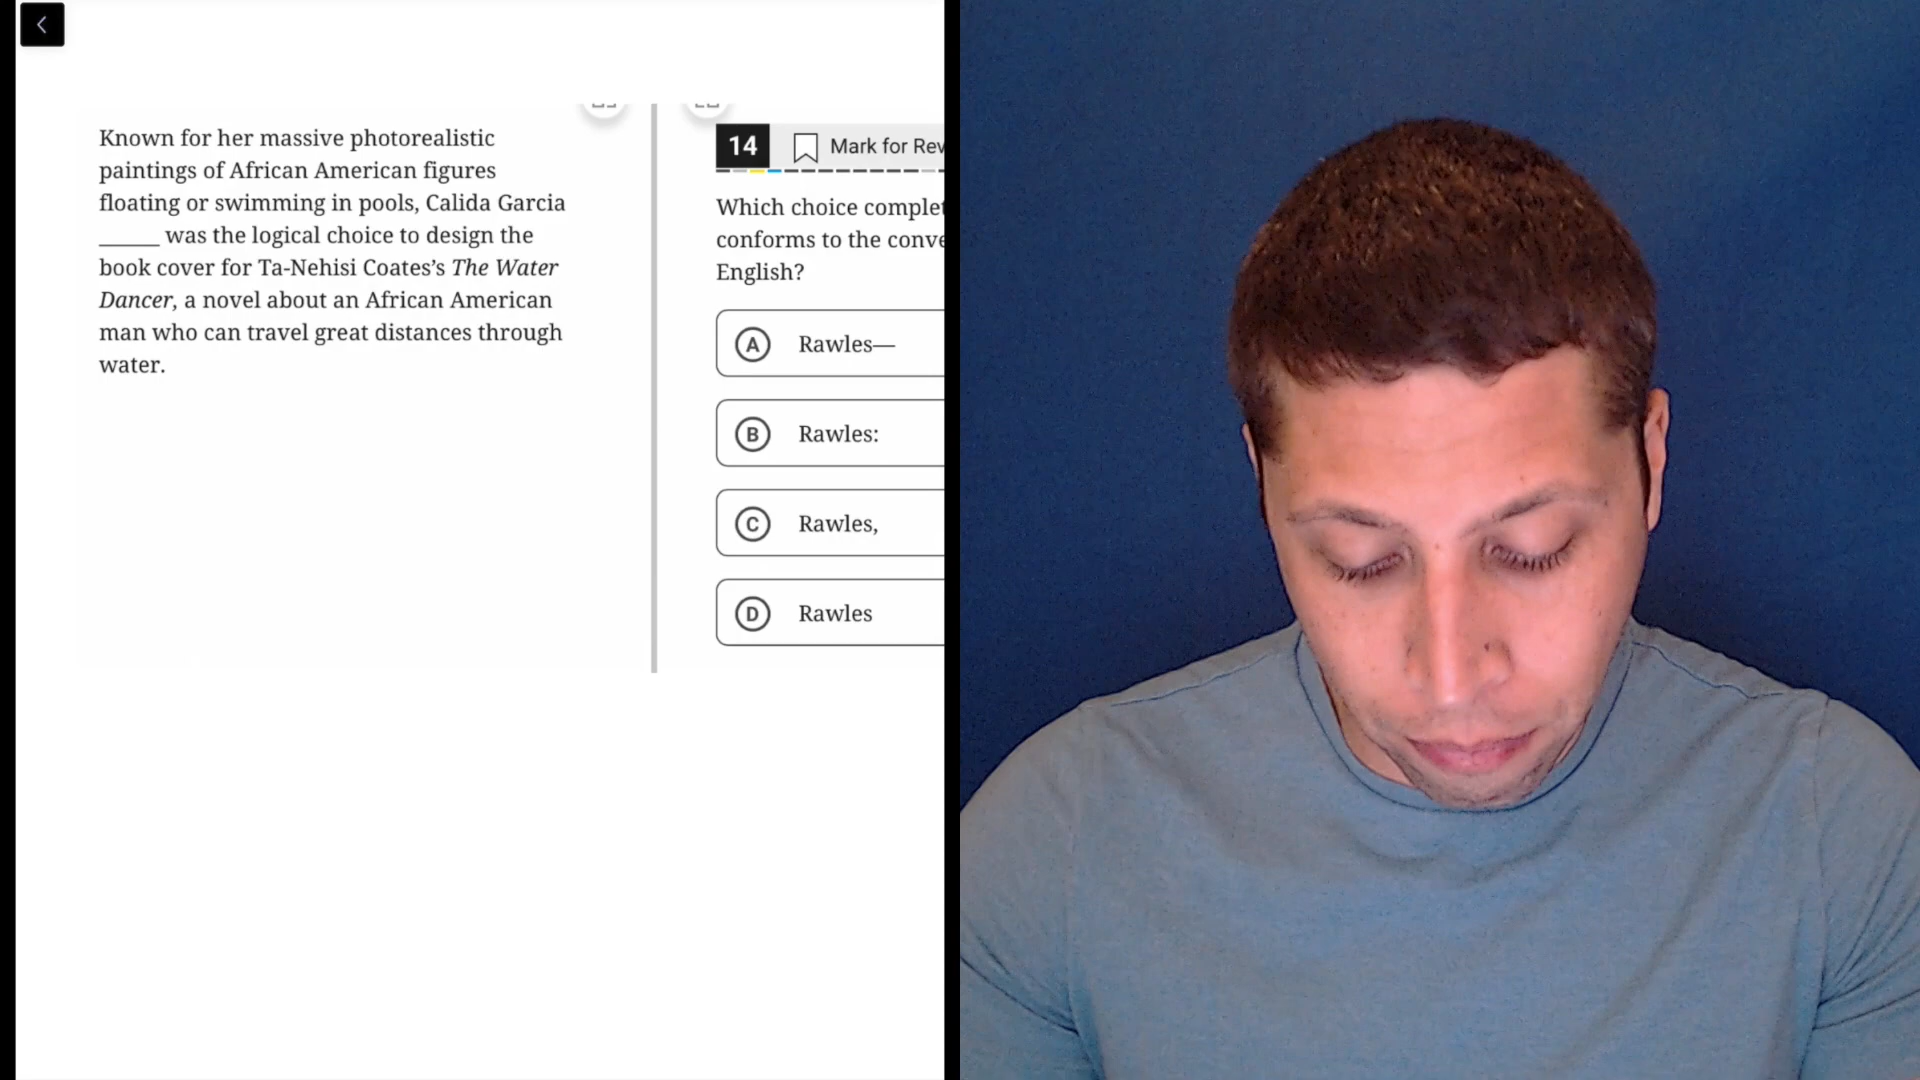 Known for her massive photorealistic
paintings of African American figures
floating or swimming in pools, Calida Garcia
______ was the logical choice to design the
book cover for Ta-Nehisi Coates’s The Water
Dancer, a novel about an African American
man who can travel great distances through
water.
14 Mark for Rev
Which choice complet
conforms to the conve
English?
A Rawles—
B Rawles:
C Rawles,
D Rawles